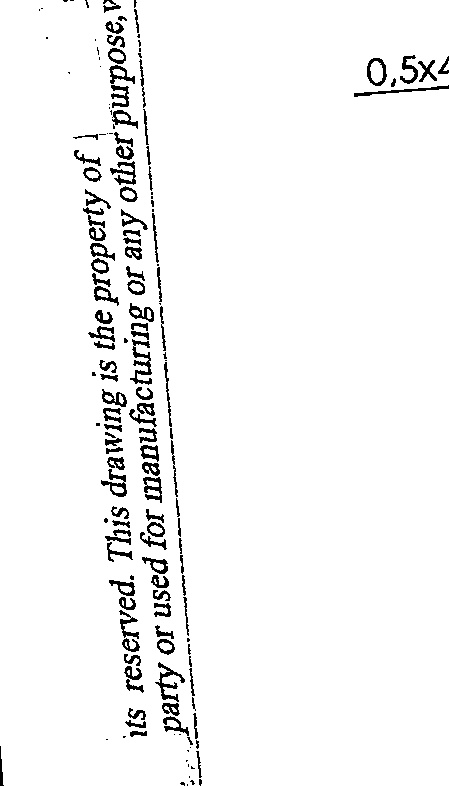 its reserved. This drawing is the property of
party or used for manufacturing or any other purpose,
0,5x4